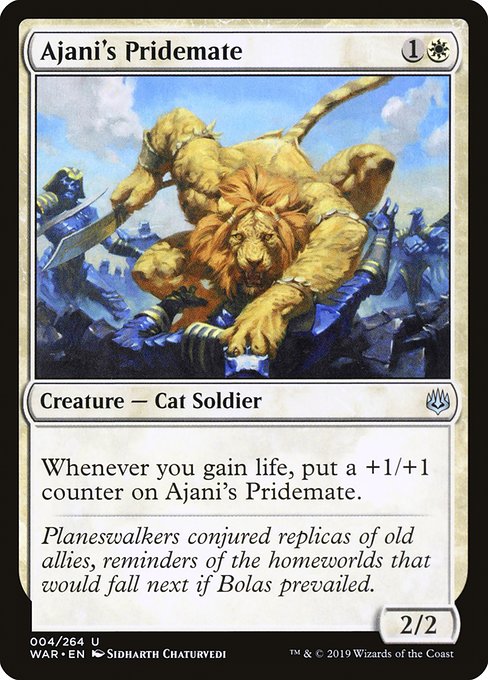 Ajani's Pridemate 1
Creature — Cat Soldier
Whenever you gain life, put a +1/+1
counter on Ajani's Pridemate.
Planeswalkers conjured replicas of old
allies, reminders of the homeworlds that
would fall next if Bolas prevailed.
2/2
004/264 U
WAR • EN Sidharth Chaturvedi
™ & © 2019 Wizards of the Coast